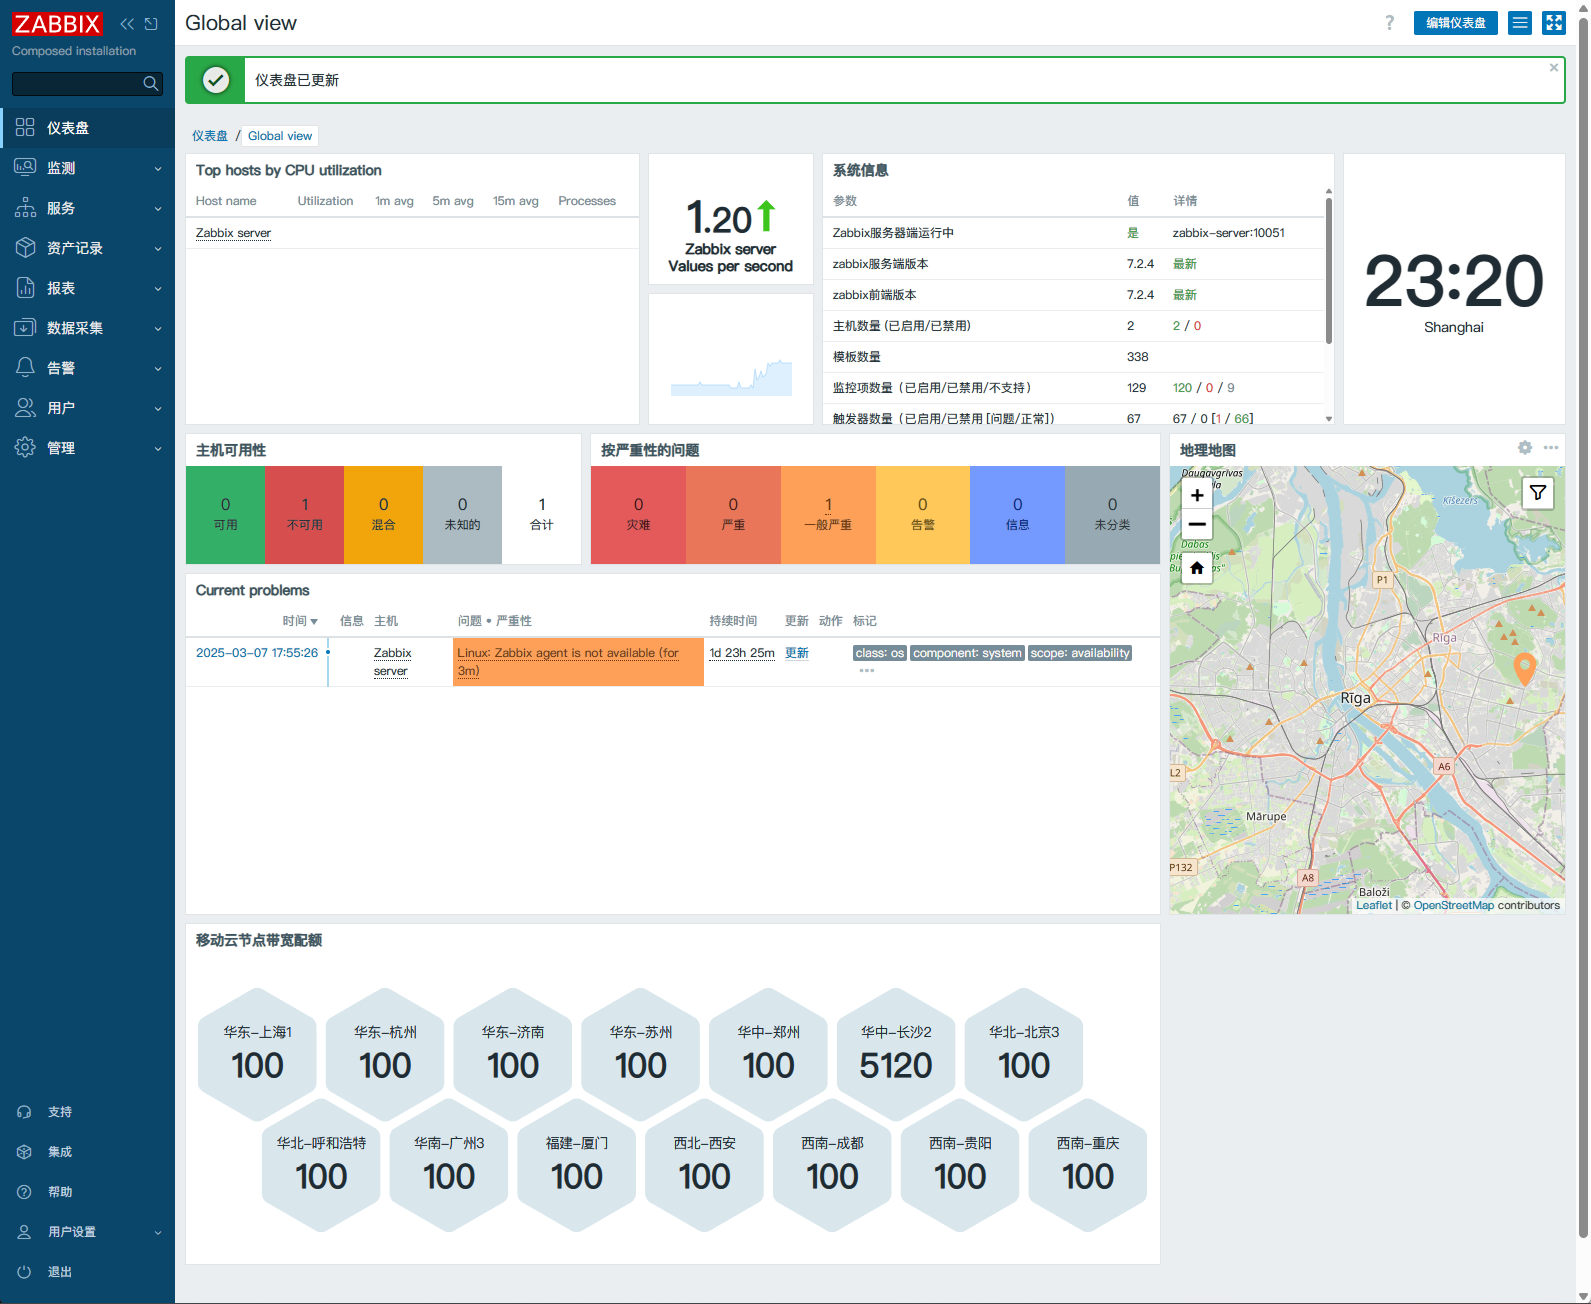 ZABBIX
Composed installation
仪表盘
监测
服务
资产记录
报表
数据采集
告警
用户
管理
支持
集成
帮助
用户设置
退出
Global view
?
编辑仪表盘
仪表盘已更新
仪表盘 / Global view
Top hosts by CPU utilization
Host name Utilization 1m avg 5m avg 15m avg Processes
Zabbix server
1.20
Zabbix server
Values per second
系统信息
参数 值 详情
Zabbix服务器端运行中 是 zabbix-server:10051
zabbix服务端版本 7.2.4 最新
zabbix前端版本 7.2.4 最新
主机数量 (已启用/已禁用) 2 2 / 0
模板数量 338
监控项数量 (已启用/已禁用/不支持) 129 120 / 0 / 9
触发器数量 (已启用/已禁用 [问题/正常]) 67 67 / 0 [1 / 66]
23:20
Shanghai
主机可用性
0 可用
1 不可用
0 混合
0 未知的
1 合计
按严重性的问题
0 灾难
0 严重
1 一般严重
0 告警
0 信息
0 未分类
Current problems
时间 信息 主机 问题 • 严重性 持续时间 更新 动作 标记
2025-03-07 17:55:26 Zabbix server Linux: Zabbix agent is not available (for 3m) 1d 23h 25m 更新 class: os component: system scope: availability
地理地图
Daugavgrīvas
Ķīšezers
Dabas
P1
Rīga
Rīga
A6
L2
Mārupe
P132
A8
Baloži
Leaflet | © OpenStreetMap contributors
移动云节点带宽配额
华东-上海1
100
华东-杭州
100
华东-济南
100
华东-苏州
100
华中-郑州
100
华中-长沙2
5120
华北-北京3
100
华北-呼和浩特
100
华南-广州3
100
福建-厦门
100
西北-西安
100
西南-成都
100
西南-贵阳
100
西南-重庆
100